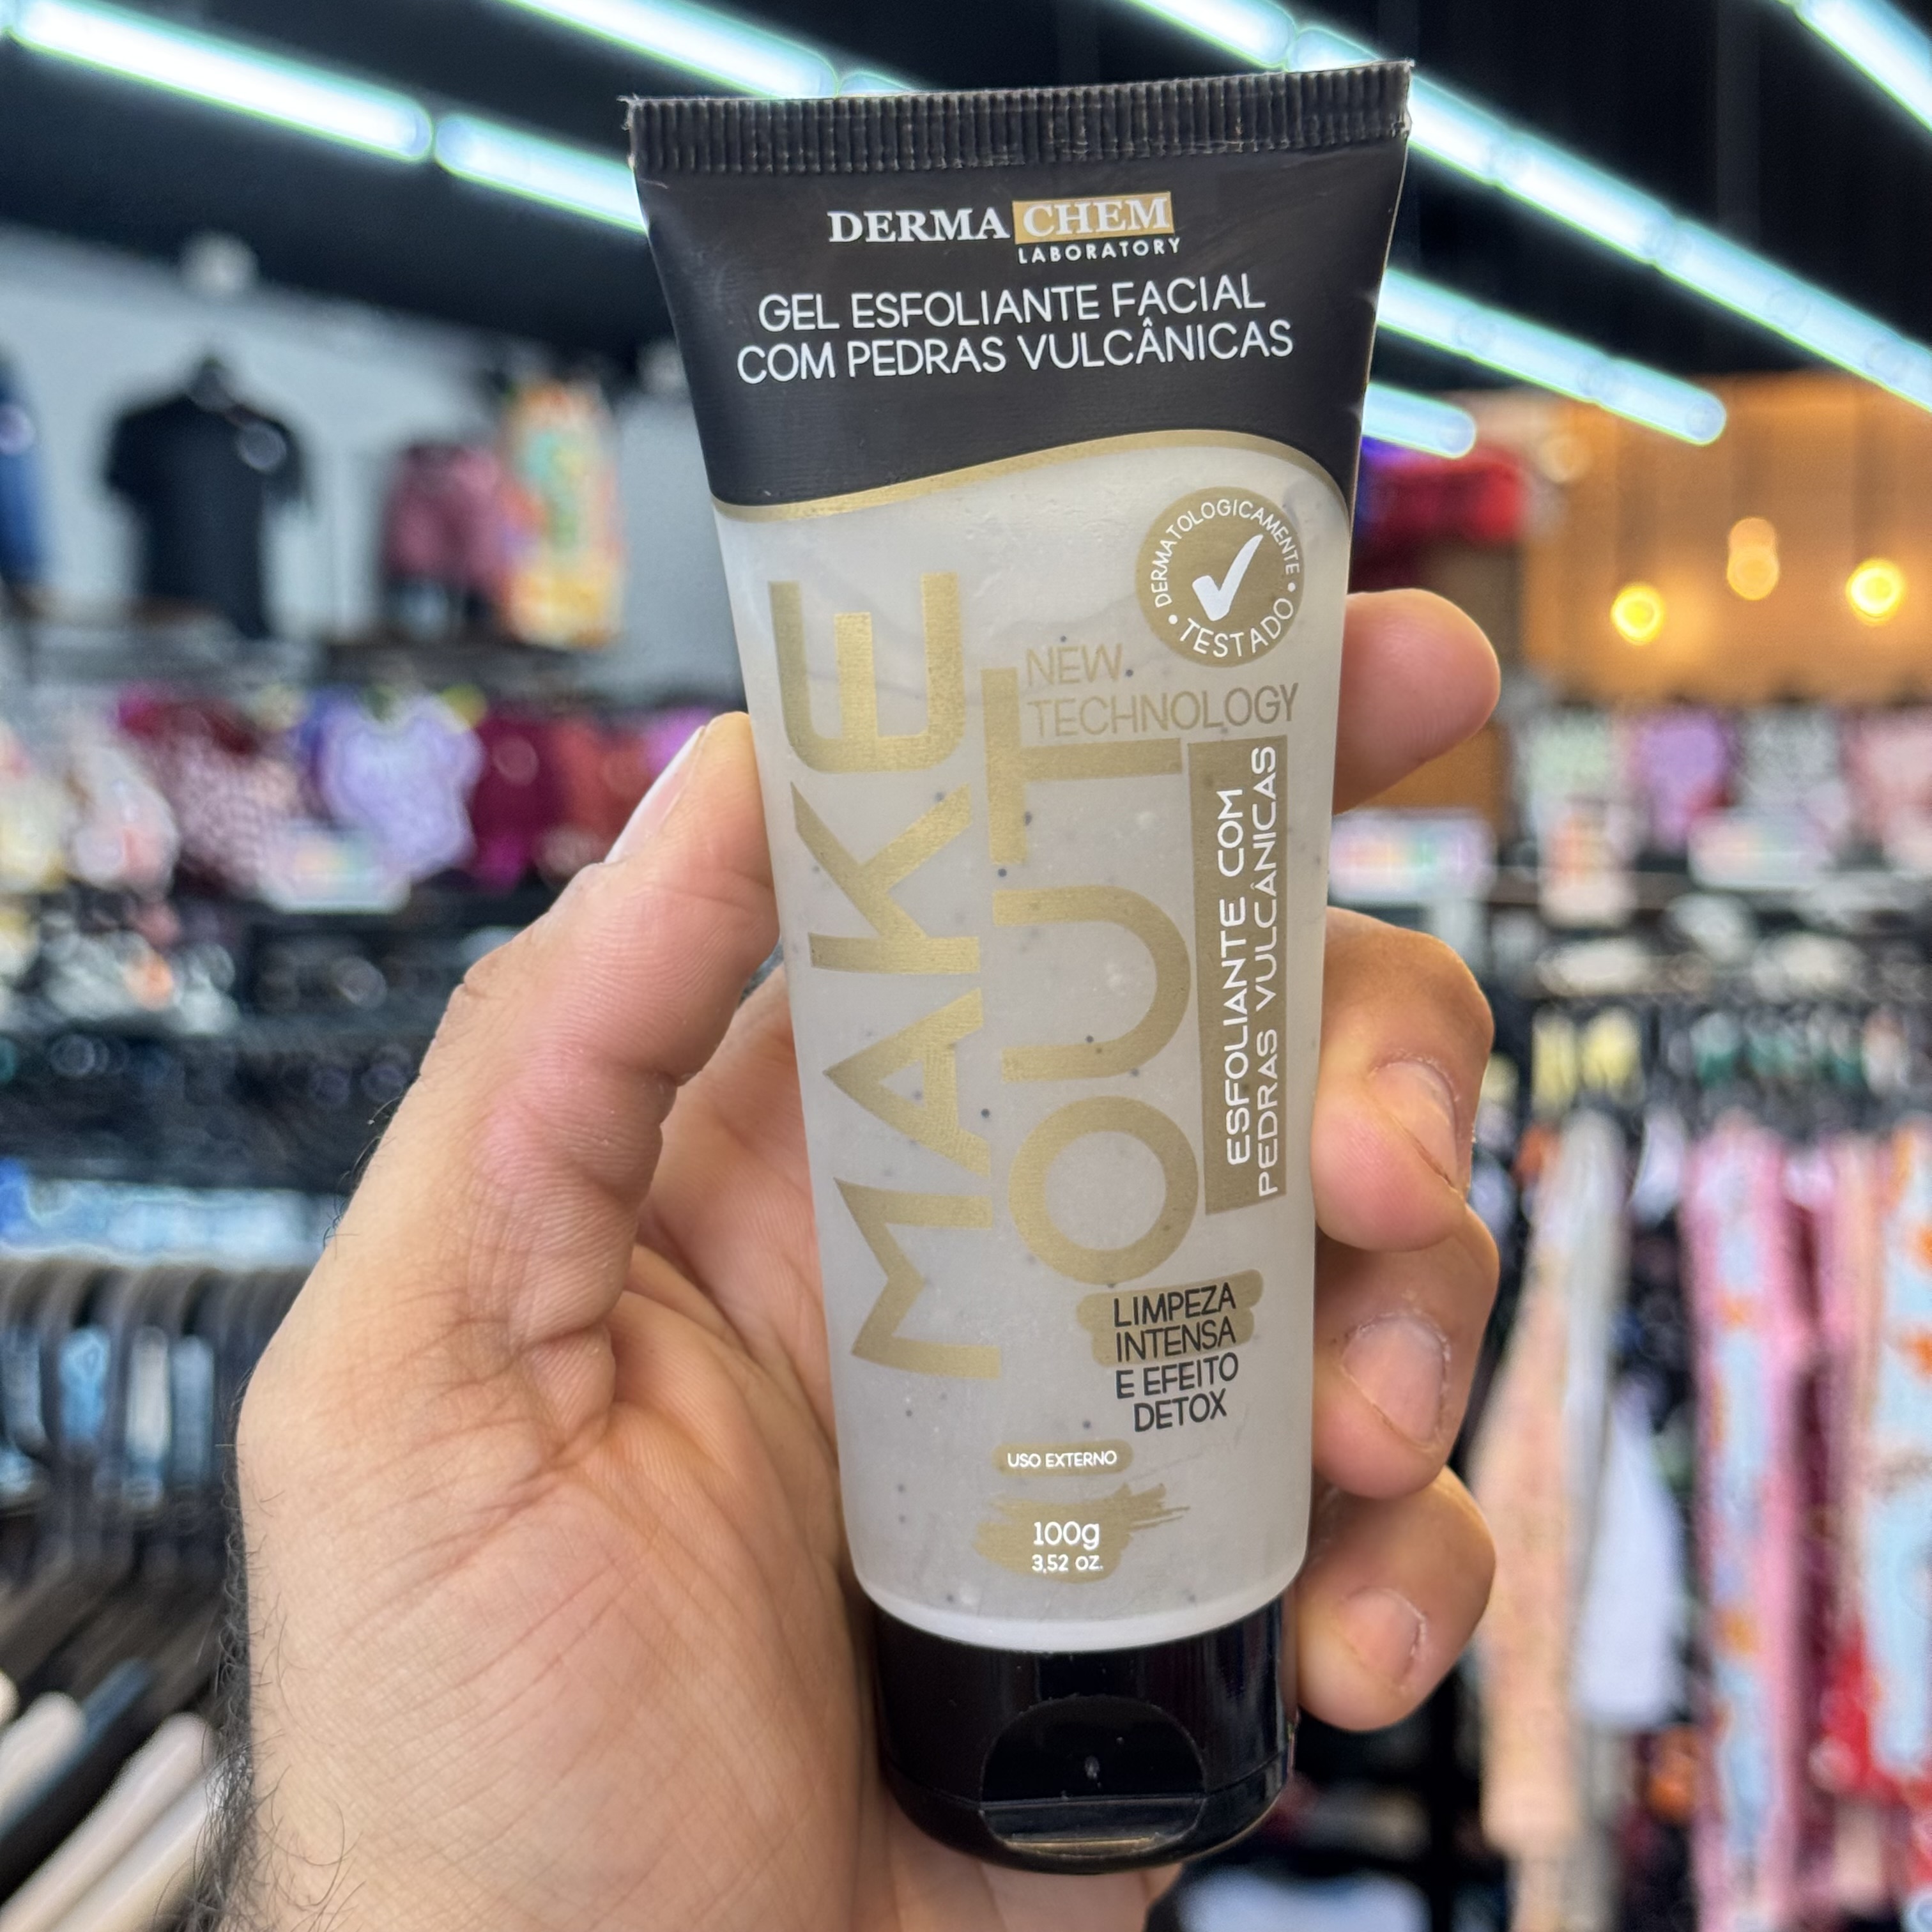 DERMA CHEM
LABORATORY
GEL ESFOLIANTE FACIAL
COM PEDRAS VULCÂNICAS
DERMATOLOGICAMENTE
• TESTADO •
MAKE
OUT
NEW
TECHNOLOGY
ESFOLIANTE COM
PEDRAS VULCÂNICAS
LIMPEZA
INTENSA
E EFEITO
DETOX
USO EXTERNO
100g
3,52 OZ.